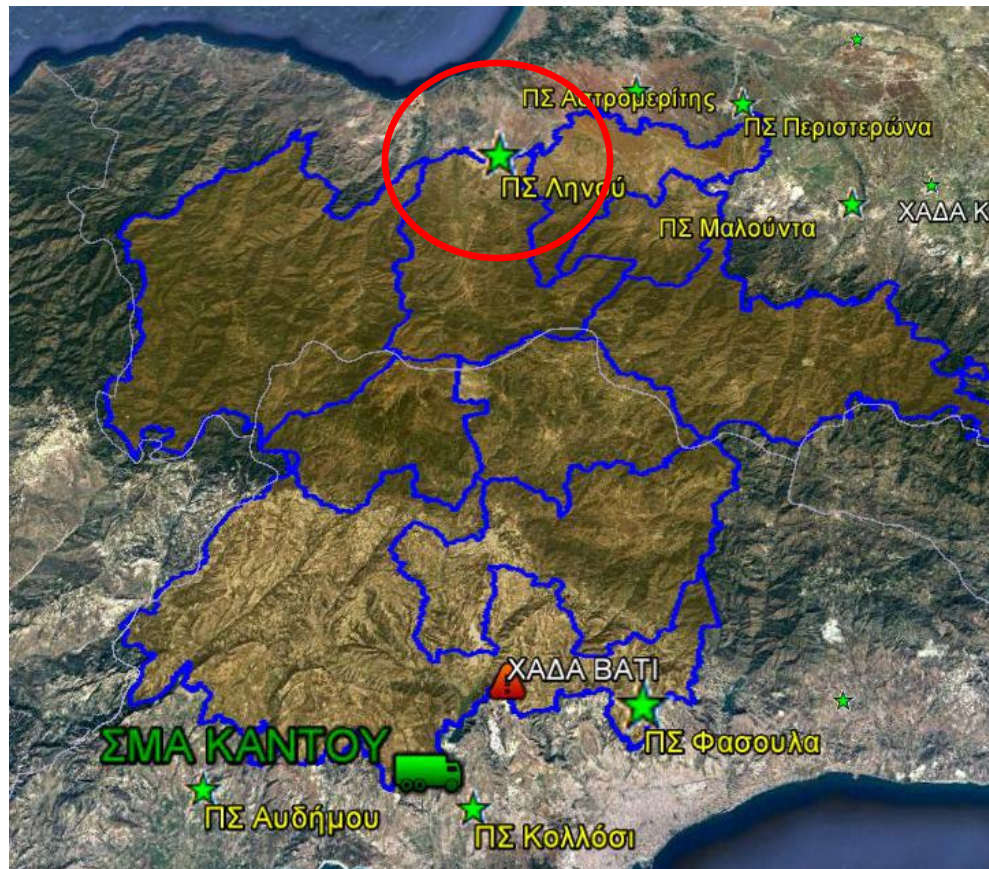 ΠΣ Αστρομερίτης
ΠΣ Περιστερώνα
ΠΣ Ληνού
ΧΑΔΑ Κ
ΠΣ Μαλούντα
ΧΑΔΑ ΒΑΤΙ
ΣΜΑ ΚΑΝΤΟΥ
ΠΣ Φασουλα
ΠΣ Αυδήμου
ΠΣ Κολλόσι